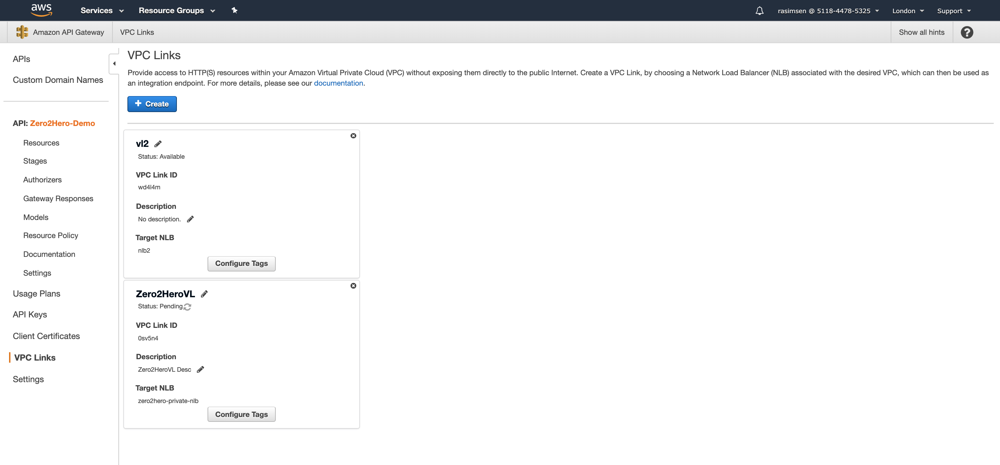 aws
Services
Resource Groups
rasimsen @ 5118-4478-5325
London
Support
Amazon API Gateway
VPC Links
Show all hints
?
APIs
Custom Domain Names
API: Zero2Hero-Demo
Resources
Stages
Authorizers
Gateway Responses
Models
Resource Policy
Documentation
Settings
Usage Plans
API Keys
Client Certificates
VPC Links
Settings
VPC Links
Provide access to HTTP(S) resources within your Amazon Virtual Private Cloud (VPC) without exposing them directly to the public Internet. Create a VPC Link, by choosing a Network Load Balancer (NLB) associated with the desired VPC, which can then be used as
an integration endpoint. For more details, please see our documentation.
+ Create
vl2
Status: Available
VPC Link ID
wd4l4m
Description
No description.
Target NLB
nlb2
Configure Tags
Zero2HeroVL
Status: Pending
VPC Link ID
0sv5n4
Description
Zero2HeroVL Desc
Target NLB
zero2hero-private-nlb
Configure Tags